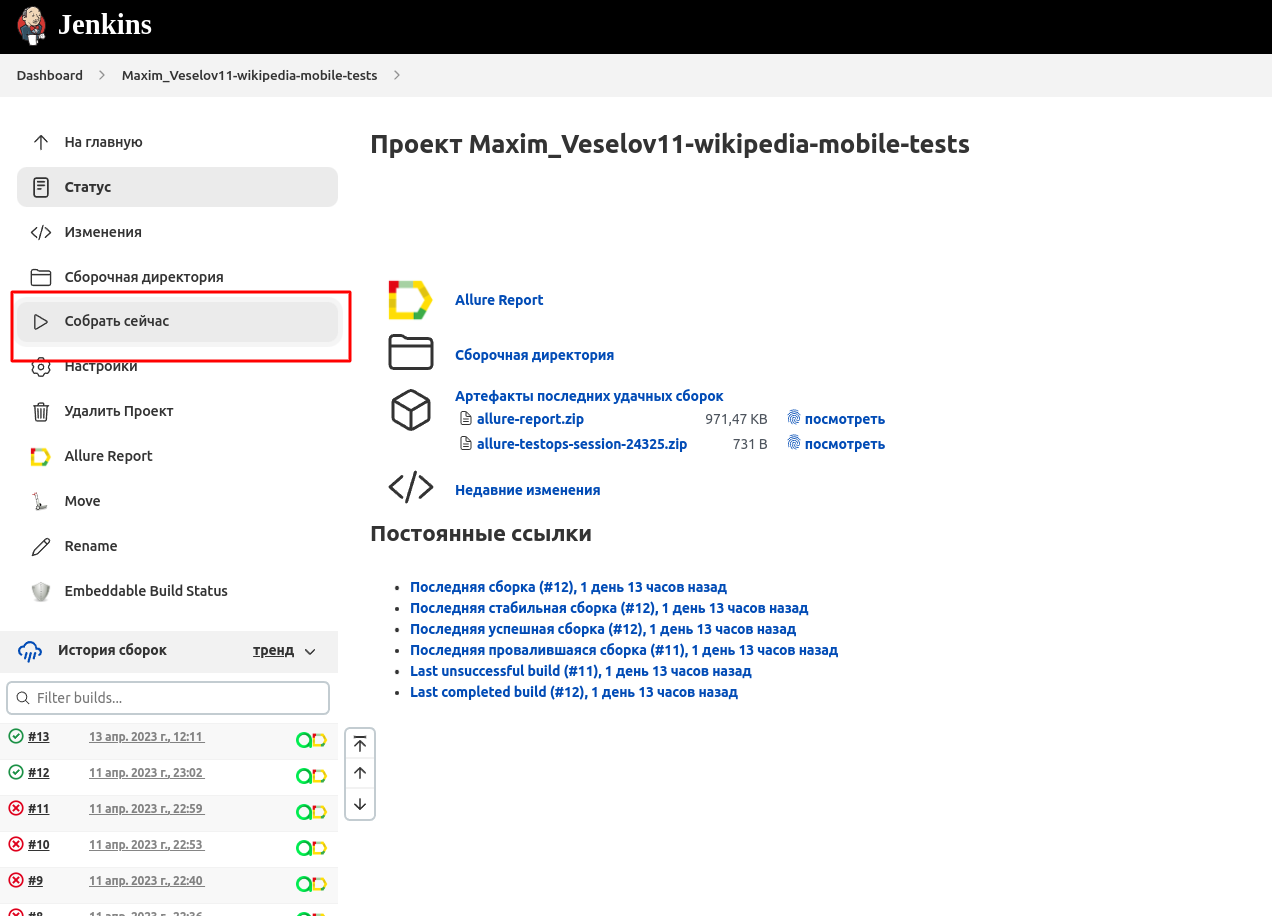 Jenkins
Dashboard
Maxim_Veselov11-wikipedia-mobile-tests
На главную
Статус
Изменения
Сборочная директория
Собрать сейчас
Настройки
Удалить Проект
Allure Report
Move
Rename
Embeddable Build Status
История сборок тренд
Filter builds...
#13 13 апр. 2023 г., 12:11
#12 11 апр. 2023 г., 23:02
#11 11 апр. 2023 г., 22:59
#10 11 апр. 2023 г., 22:53
#9 11 апр. 2023 г., 22:40
#8 11 апр. 2023 г., 22:36
Проект Maxim_Veselov11-wikipedia-mobile-tests
Allure Report
Сборочная директория
Артефакты последних удачных сборок
allure-report.zip 971,47 KB посмотреть
allure-testops-session-24325.zip 731 B посмотреть
Недавние изменения
Постоянные ссылки
Последняя сборка (#12), 1 день 13 часов назад
Последняя стабильная сборка (#12), 1 день 13 часов назад
Последняя успешная сборка (#12), 1 день 13 часов назад
Последняя провалившаяся сборка (#11), 1 день 13 часов назад
Last unsuccessful build (#11), 1 день 13 часов назад
Last completed build (#12), 1 день 13 часов назад